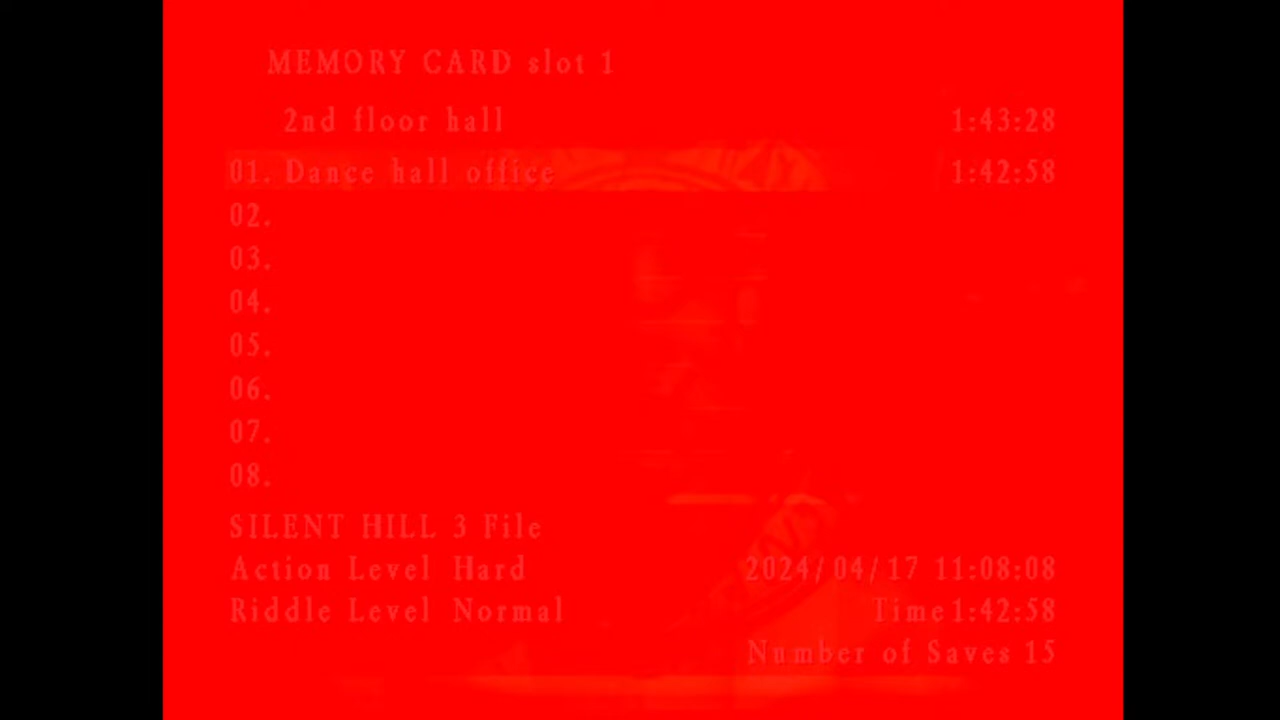 MEMORY CARD slot 1
2nd floor hall 1:43:28
01. Dance hall office 1:42:58
02.
03.
04.
05.
06.
07.
08.
SILENT HILL 3 File
Action Level Hard 2024/04/17 11:08:08
Riddle Level Normal Time 1:42:58
Number of Saves 15